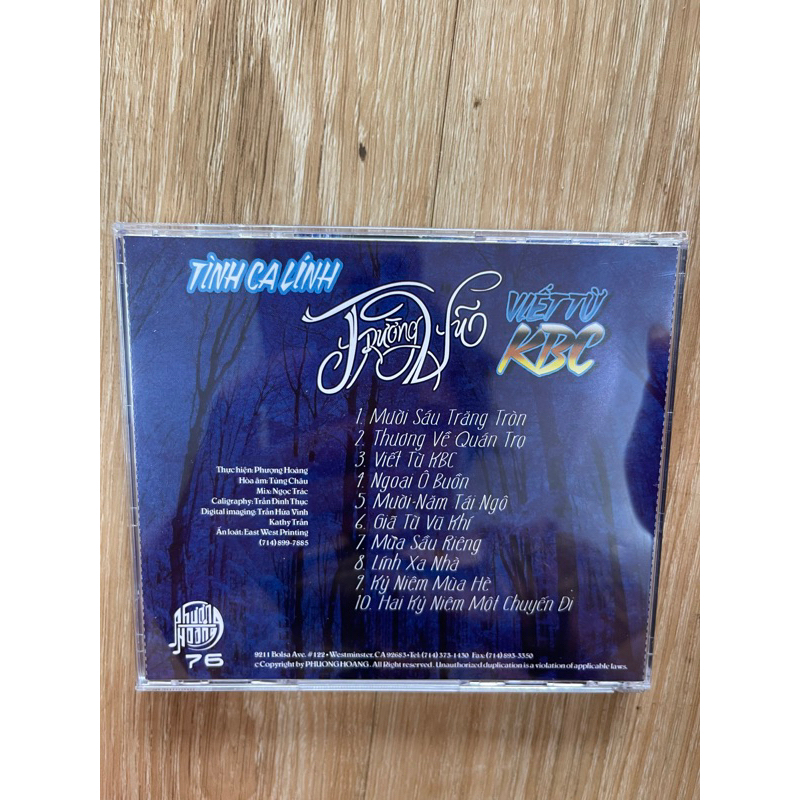 TÌNH CA LÍNH
TRƯỜNG VŨ
VIẾT TỪ
KBC
1. Mười Sáu Trăng Tròn
2. Thương Về Quán Trọ
3. Viết Từ KBC
4. Ngoại Ô Buồn
5. Mười-Năm Tái Ngộ
6. Giã Từ Vũ Khí
7. Mưa Sầu Riêng
8. Lính Xa Nhà
9. Kỷ Niệm Mùa Hè
10. Hai Kỷ Niệm Một Chuyến Đi
Thực hiện: Phượng Hoàng
Hòa âm: Tùng Châu
Mix: Ngọc Trác
Caligraphy: Trần Đình Thục
Digital imaging: Trần Hứa Vinh
Kathy Trần
Ấn loát: East West Printing
(714) 899-7885
Phượng
Hoàng
76
9211 Bolsa Ave. #122 • Westminster, CA 92683 • Tel: (714) 373-1430 Fax: (714) 893-3350
©Copyright by PHUONG HOANG. All Right reserved. Unauthorized duplication is a violation of applicable laws.